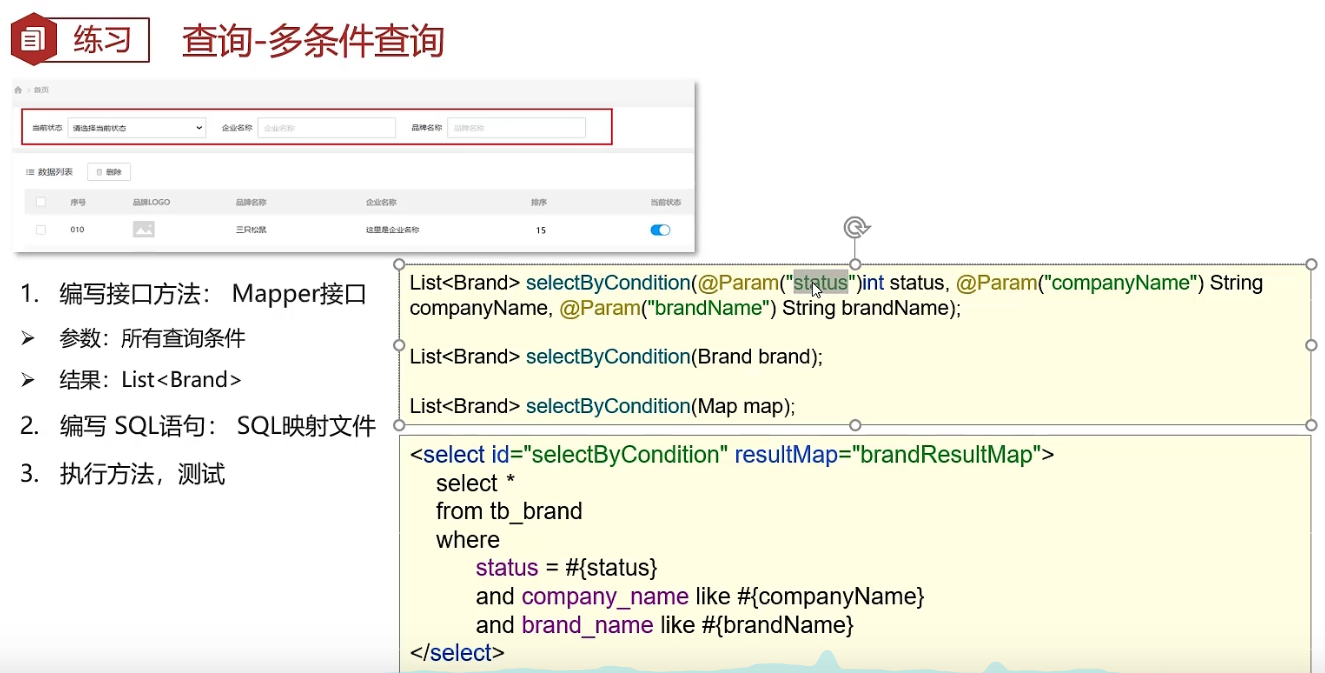 练习
查询-多条件查询
首页
当前状态 请选择当前状态 企业名称 企业名称 品牌名称 品牌名称
数据列表 删除
序号 品牌LOGO 品牌名称 企业名称 排序 当前状态
010 三只松鼠 这里是企业名称 15
1. 编写接口方法： Mapper接口
参数：所有查询条件
结果：List<Brand>
2. 编写 SQL语句： SQL映射文件
3. 执行方法，测试
List<Brand> selectByCondition(@Param("status")int status, @Param("companyName") String
companyName, @Param("brandName") String brandName);
List<Brand> selectByCondition(Brand brand);
List<Brand> selectByCondition(Map map);
<select id="selectByCondition" resultMap="brandResultMap">
select *
from tb_brand
where
status = #{status}
and company_name like #{companyName}
and brand_name like #{brandName}
</select>